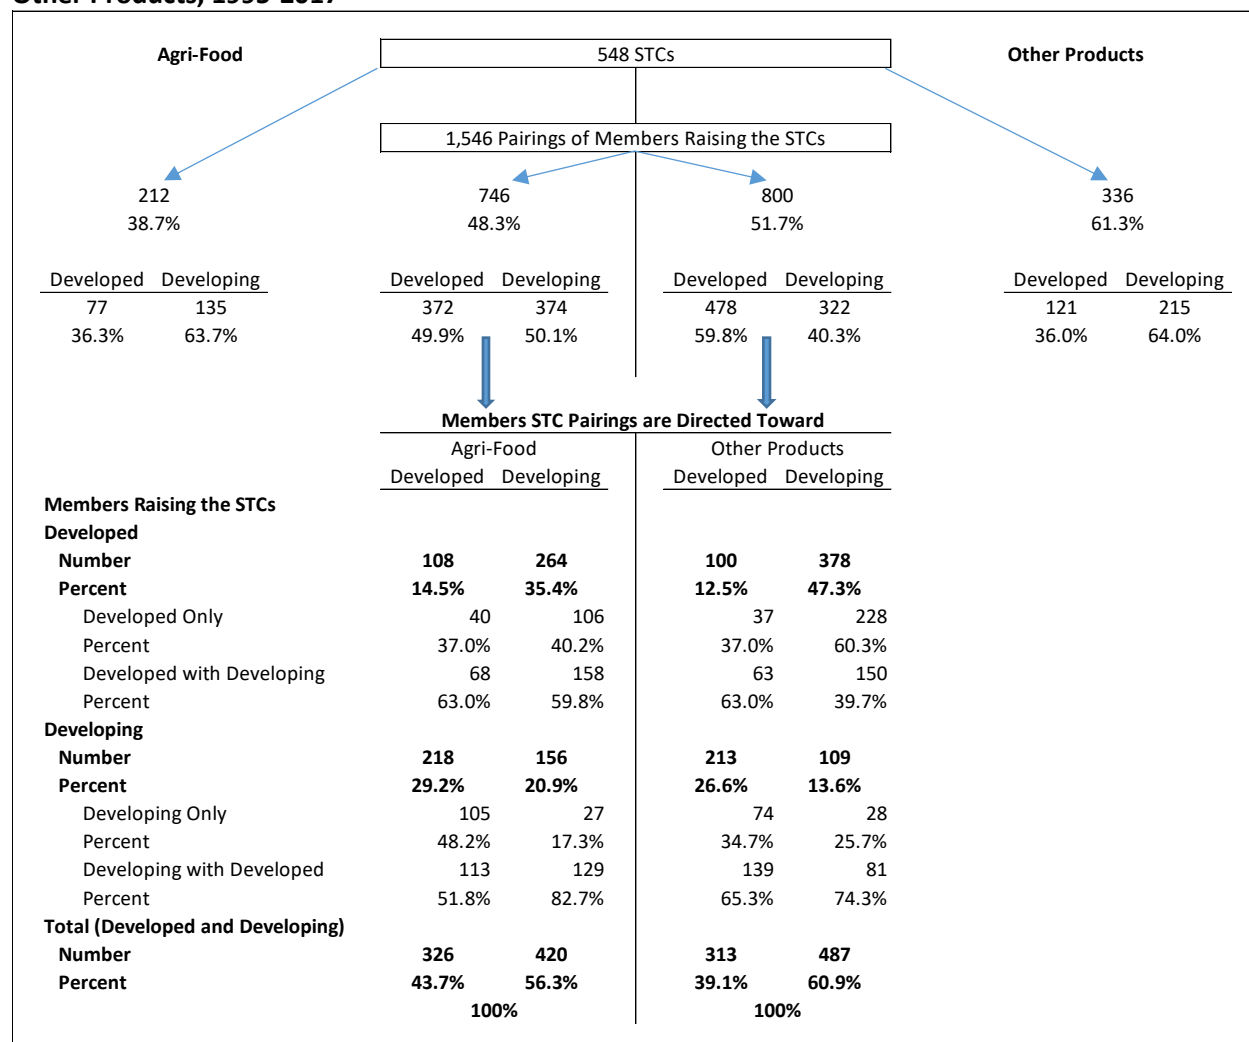 Other Products, 1995-2017
Agri-Food 548 STCs Other Products
1,546 Pairings of Members Raising the STCs
212 746 800 336
38.7% 48.3% 51.7% 61.3%
Developed Developing Developed Developing Developed Developing Developed Developing
77 135 372 374 478 322 121 215
36.3% 63.7% 49.9% 50.1% 59.8% 40.3% 36.0% 64.0%
Members STC Pairings are Directed Toward
Agri-Food Other Products
Developed Developing Developed Developing
Members Raising the STCs
Developed
Number 108 264 100 378
Percent 14.5% 35.4% 12.5% 47.3%
Developed Only 40 106 37 228
Percent 37.0% 40.2% 37.0% 60.3%
Developed with Developing 68 158 63 150
Percent 63.0% 59.8% 63.0% 39.7%
Developing
Number 218 156 213 109
Percent 29.2% 20.9% 26.6% 13.6%
Developing Only 105 27 74 28
Percent 48.2% 17.3% 34.7% 25.7%
Developing with Developed 113 129 139 81
Percent 51.8% 82.7% 65.3% 74.3%
Total (Developed and Developing)
Number 326 420 313 487
Percent 43.7% 56.3% 39.1% 60.9%
100% 100%